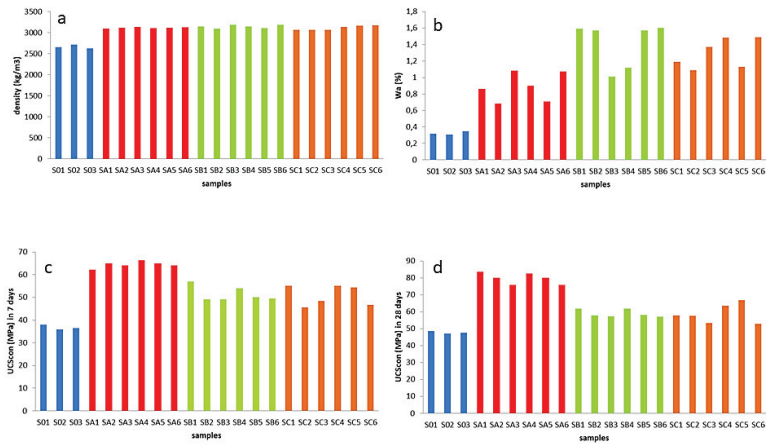 a
density (kg/m3)
3500
3000
2500
2000
1500
1000
500
0
S01 S02 S03 SA1 SA2 SA3 SA4 SA5 SA6 SB1 SB2 SB3 SB4 SB5 SB6 SC1 SC2 SC3 SC4 SC5 SC6
samples
b
Wa (%)
1,8
1,6
1,4
1,2
1
0,8
0,6
0,4
0,2
0
S01 S02 S03 SA1 SA2 SA3 SA4 SA5 SA6 SB1 SB2 SB3 SB4 SB5 SB6 SC1 SC2 SC3 SC4 SC5 SC6
samples
c
UCScon (MPa) in 7 days
70
60
50
40
30
20
10
0
S01 S02 S03 SA1 SA2 SA3 SA4 SA5 SA6 SB1 SB2 SB3 SB4 SB5 SB6 SC1 SC2 SC3 SC4 SC5 SC6
samples
d
UCScon (MPa) in 28 days
90
80
70
60
50
40
30
20
10
0
S01 S02 S03 SA1 SA2 SA3 SA4 SA5 SA6 SB1 SB2 SB3 SB4 SB5 SB6 SC1 SC2 SC3 SC4 SC5 SC6
samples